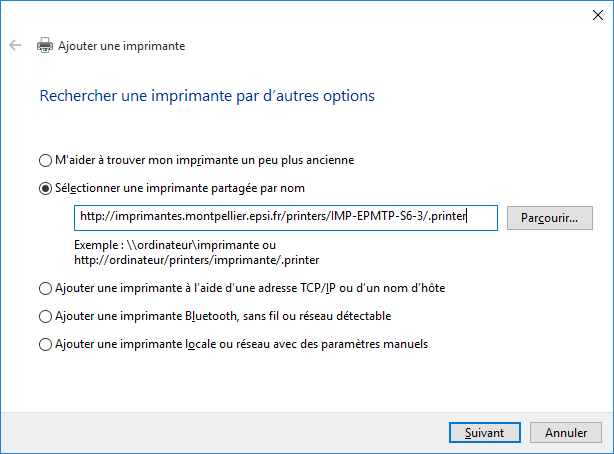 Ajouter une imprimante
Rechercher une imprimante par d'autres options
M'aider à trouver mon imprimante un peu plus ancienne
Sélectionner une imprimante partagée par nom
http://imprimantes.montpellier.epsi.fr/printers/IMP-EPMTP-S6-3/.printer
Parcourir...
Exemple : \\ordinateur\imprimante ou
http://ordinateur/printers/imprimante/.printer
Ajouter une imprimante à l'aide d'une adresse TCP/IP ou d'un nom d'hôte
Ajouter une imprimante Bluetooth, sans fil ou réseau détectable
Ajouter une imprimante locale ou réseau avec des paramètres manuels
Suivant
Annuler